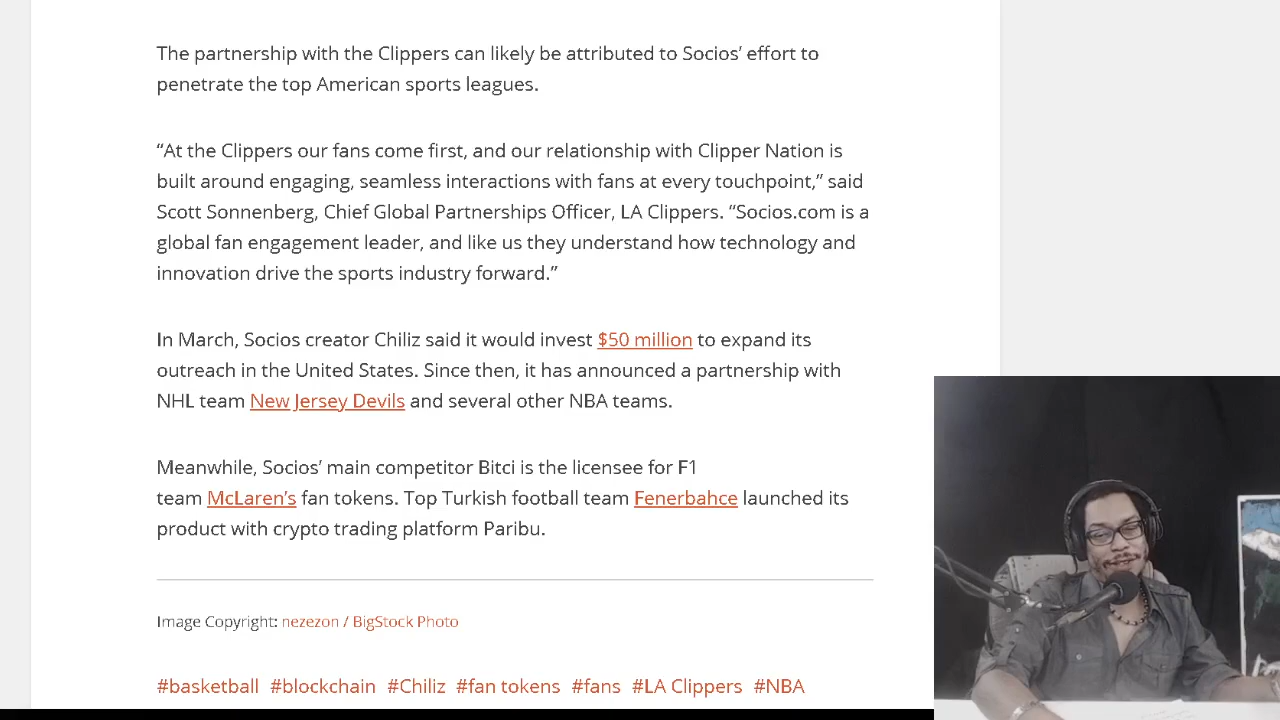 The partnership with the Clippers can likely be attributed to Socios’ effort to
penetrate the top American sports leagues.
“At the Clippers our fans come first, and our relationship with Clipper Nation is
built around engaging, seamless interactions with fans at every touchpoint,” said
Scott Sonnenberg, Chief Global Partnerships Officer, LA Clippers. “Socios.com is a
global fan engagement leader, and like us they understand how technology and
innovation drive the sports industry forward.”
In March, Socios creator Chiliz said it would invest $50 million to expand its
outreach in the United States. Since then, it has announced a partnership with
NHL team New Jersey Devils and several other NBA teams.
Meanwhile, Socios’ main competitor Bitci is the licensee for F1
team McLaren’s fan tokens. Top Turkish football team Fenerbahce launched its
product with crypto trading platform Paribu.
Image Copyright: nezezon / BigStock Photo
#basketball #blockchain #Chiliz #fan tokens #fans #LA Clippers #NBA